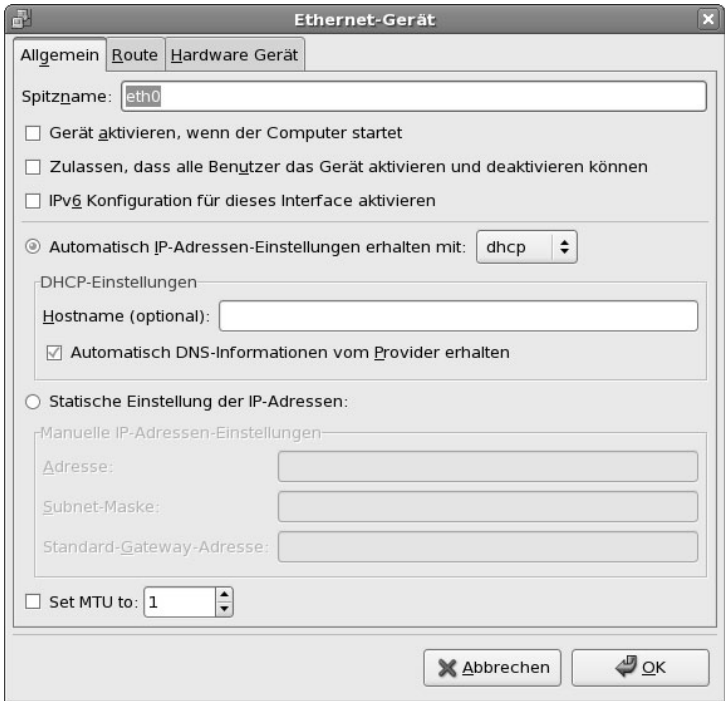 Ethernet-Gerät
Allgemein Route Hardware Gerät
Spitzname: eth0
Gerät aktivieren, wenn der Computer startet
Zulassen, dass alle Benutzer das Gerät aktivieren und deaktivieren können
IPv6 Konfiguration für dieses Interface aktivieren
Automatisch IP-Adressen-Einstellungen erhalten mit: dhcp
DHCP-Einstellungen
Hostname (optional):
Automatisch DNS-Informationen vom Provider erhalten
Statische Einstellung der IP-Adressen:
Manuelle IP-Adressen-Einstellungen
Adresse:
Subnet-Maske:
Standard-Gateway-Adresse:
Set MTU to: 1
Abbrechen OK